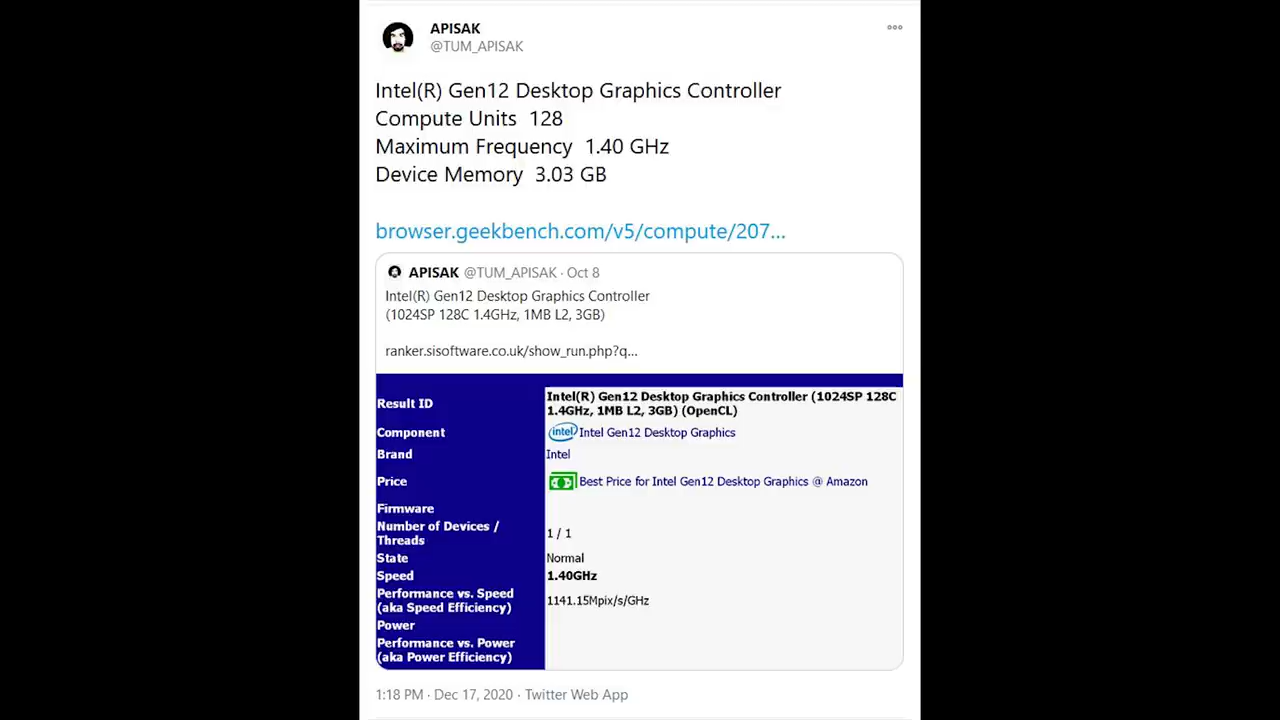 APISAK
@TUM_APISAK
Intel(R) Gen12 Desktop Graphics Controller
Compute Units 128
Maximum Frequency 1.40 GHz
Device Memory 3.03 GB
browser.geekbench.com/v5/compute/207...
APISAK @TUM_APISAK · Oct 8
Intel(R) Gen12 Desktop Graphics Controller
(1024SP 128C 1.4GHz, 1MB L2, 3GB)
ranker.sisoftware.co.uk/show_run.php?q...
Result ID
Intel(R) Gen12 Desktop Graphics Controller (1024SP 128C
1.4GHz, 1MB L2, 3GB) (OpenCL)
Component
intel Intel Gen12 Desktop Graphics
Brand
Intel
Price
Best Price for Intel Gen12 Desktop Graphics @ Amazon
Firmware
Number of Devices /
Threads
1 / 1
State
Normal
Speed
1.40GHz
Performance vs. Speed
(aka Speed Efficiency)
1141.15Mpix/s/GHz
Power
Performance vs. Power
(aka Power Efficiency)
1:18 PM · Dec 17, 2020 · Twitter Web App